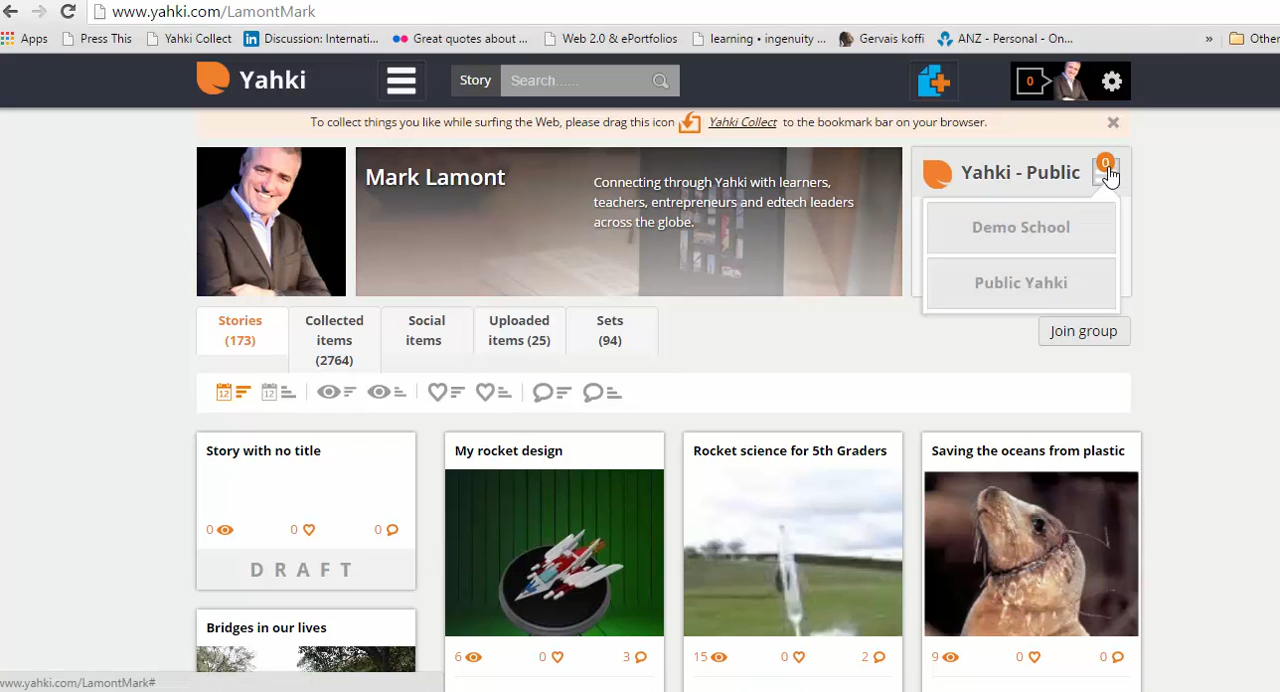 www.yahki.com/LamontMark
Apps Press This Yahki Collect Discussion: Internati... Great quotes about ... Web 2.0 & ePortfolios learning • ingenuity ... Gervais koffi ANZ - Personal - On... » Other
Yahki Story Search...... 0
To collect things you like while surfing the Web, please drag this icon Yahki Collect to the bookmark bar on your browser.
Mark Lamont
Connecting through Yahki with learners,
teachers, entrepreneurs and edtech leaders
across the globe.
Yahki - Public 0
Demo School
Public Yahki
Join group
Stories
(173)
Collected
items
(2764)
Social
items
Uploaded
items (25)
Sets
(94)
12 12
Story with no title
0 0 0
DRAFT
Bridges in our lives
My rocket design
6 0 3
Rocket science for 5th Graders
15 0 2
Saving the oceans from plastic
9 0 0
www.yahki.com/LamontMark#